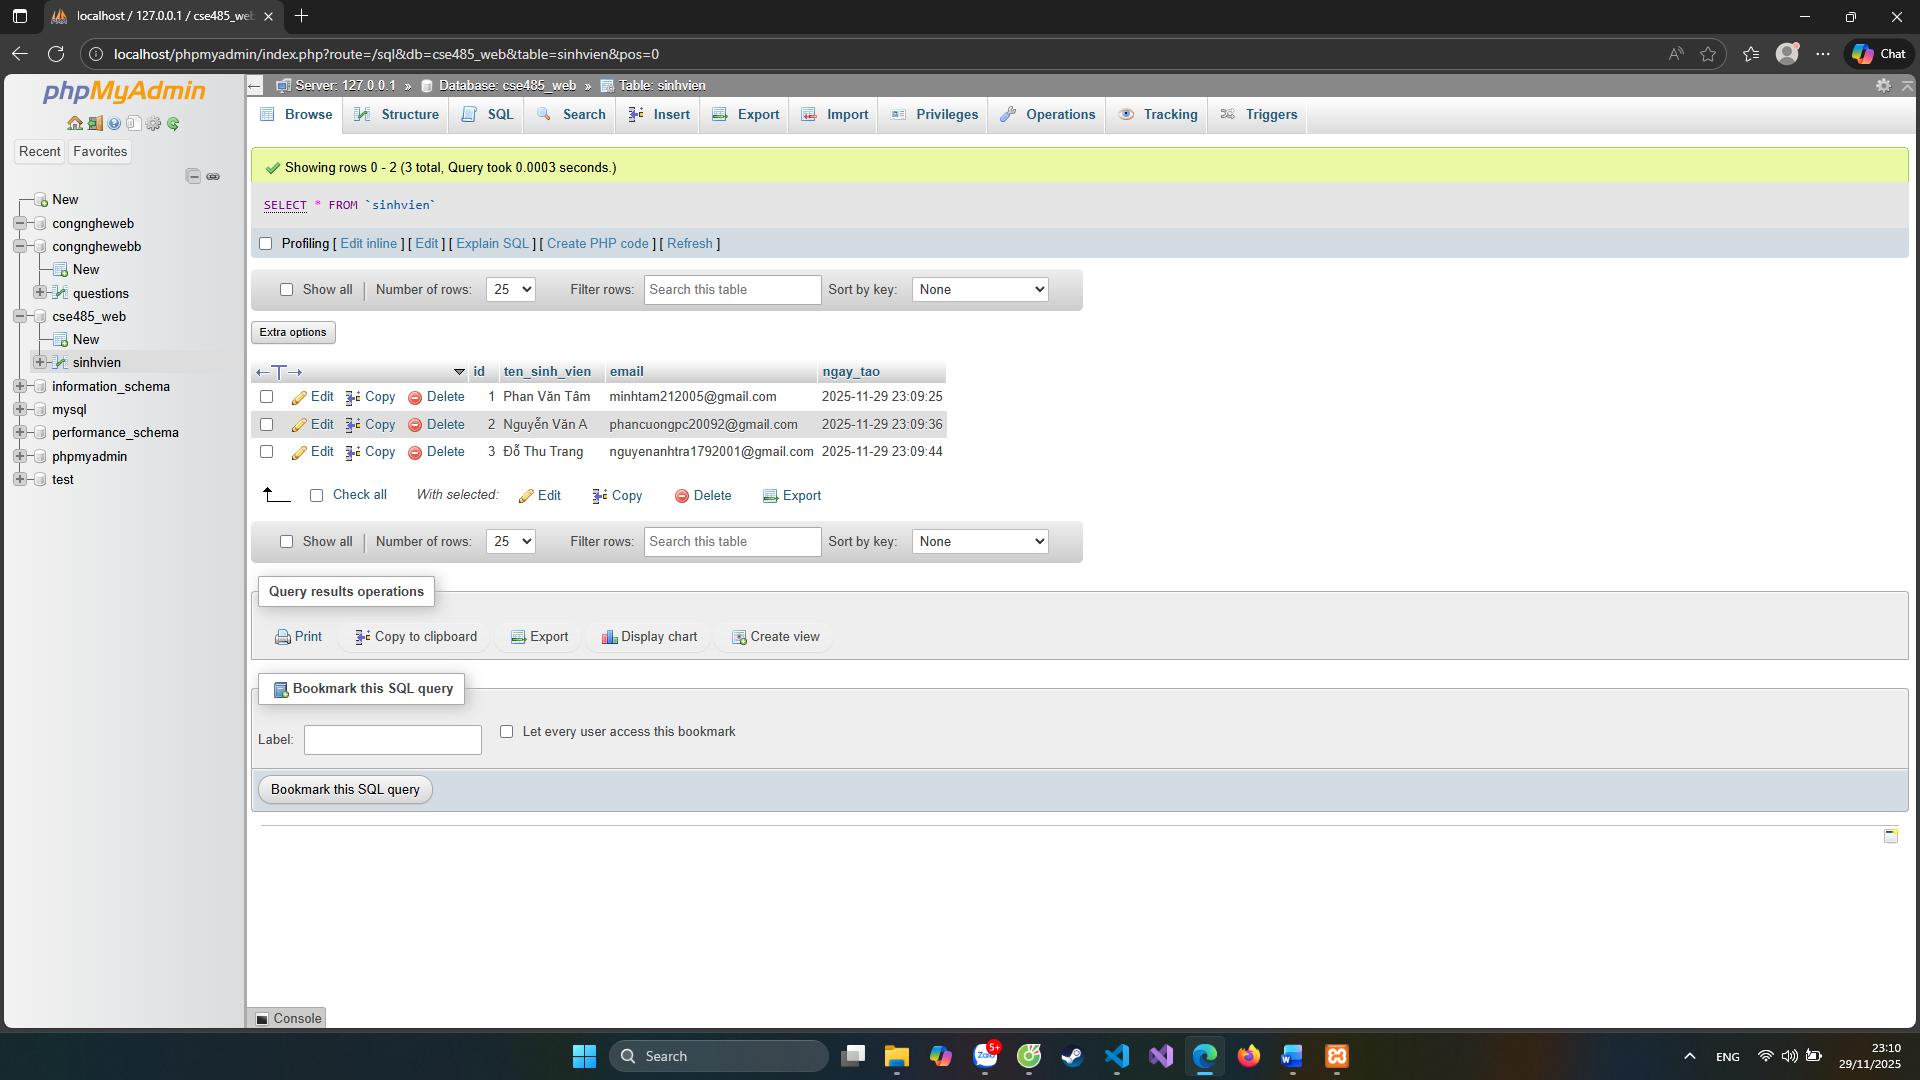 localhost / 127.0.0.1 / cse485_web
localhost/phpmyadmin/index.php?route=/sql&db=cse485_web&table=sinhvien&pos=0
Chat
phpMyAdmin
Recent Favorites
New
congngheweb
congnghewebb
New
questions
cse485_web
New
sinhvien
information_schema
mysql
performance_schema
phpmyadmin
test
Server: 127.0.0.1 » Database: cse485_web » Table: sinhvien
Browse Structure SQL Search Insert Export Import Privileges Operations Tracking Triggers
Showing rows 0 - 2 (3 total, Query took 0.0003 seconds.)
SELECT * FROM `sinhvien`
Profiling [ Edit inline ] [ Edit ] [ Explain SQL ] [ Create PHP code ] [ Refresh ]
Show all Number of rows: 25 Filter rows: Search this table Sort by key: None
Extra options
id ten_sinh_vien email ngay_tao
Edit Copy Delete 1 Phan Văn Tâm minhtam212005@gmail.com 2025-11-29 23:09:25
Edit Copy Delete 2 Nguyễn Văn A phancuongpc20092@gmail.com 2025-11-29 23:09:36
Edit Copy Delete 3 Đỗ Thu Trang nguyenanhtra1792001@gmail.com 2025-11-29 23:09:44
Check all With selected: Edit Copy Delete Export
Show all Number of rows: 25 Filter rows: Search this table Sort by key: None
Query results operations
Print Copy to clipboard Export Display chart Create view
Bookmark this SQL query
Label: Let every user access this bookmark
Bookmark this SQL query
Console
Search
5+
Zalo
ENG
23:10
29/11/2025